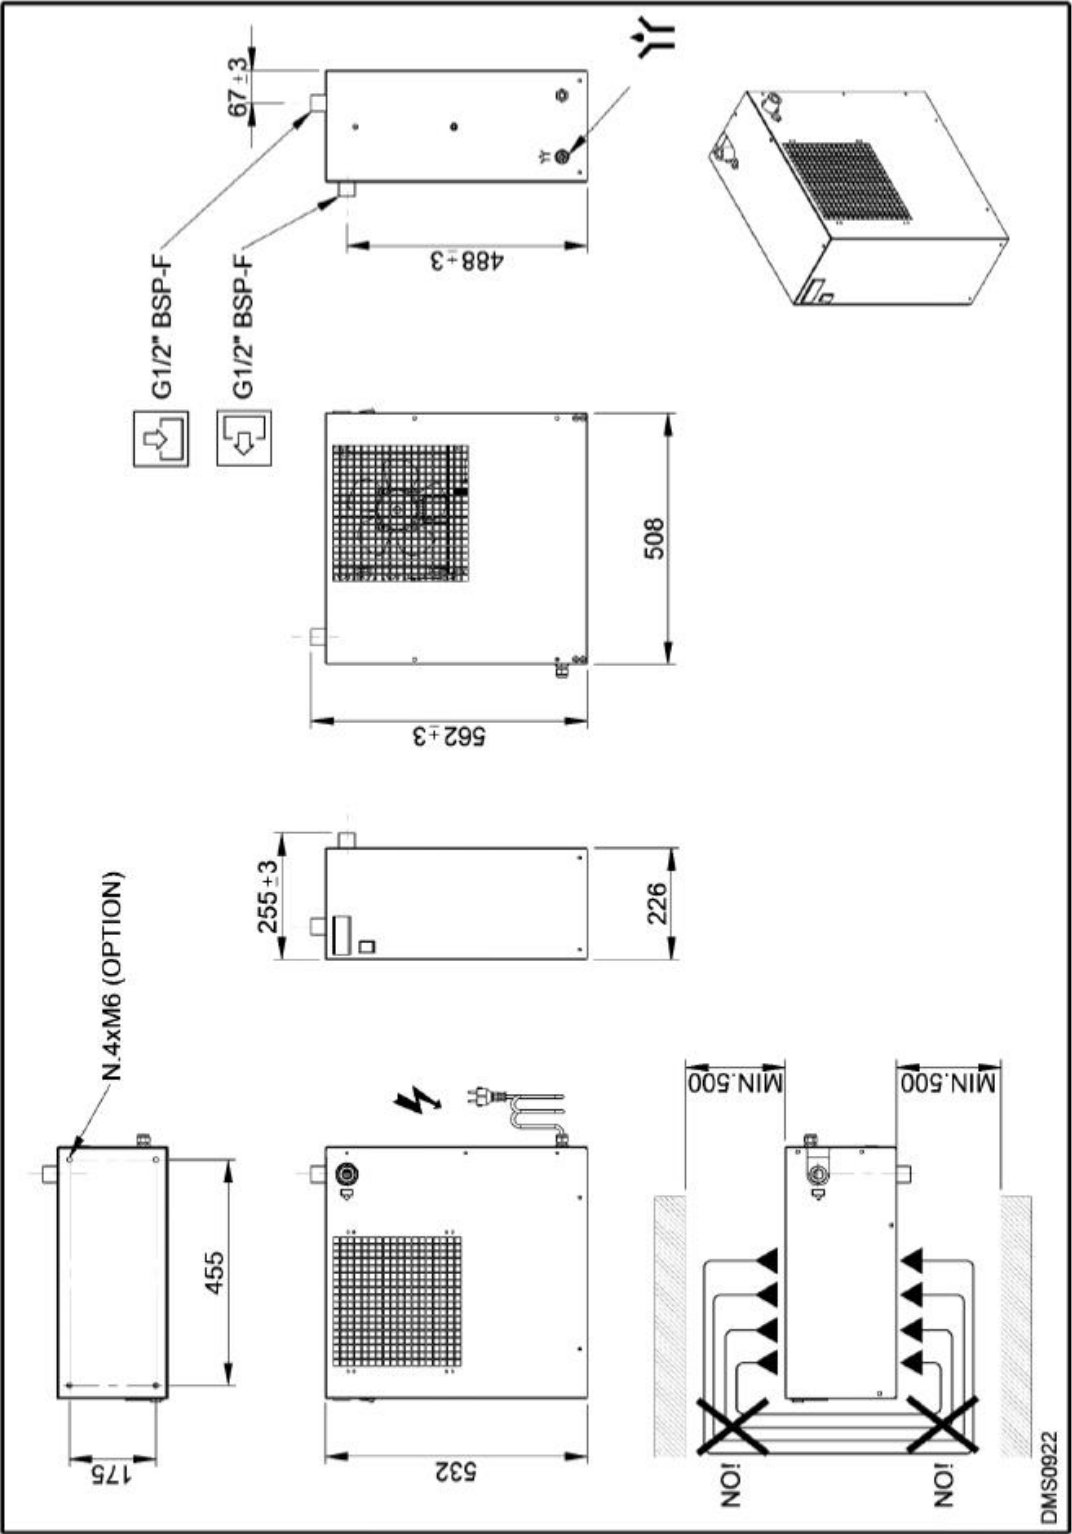 67±3
G1/2" BSP-F
G1/2" BSP-F
488±3
508
562±3
255±3
226
N.4xM6 (OPTION)
455
175
532
MIN.500
MIN.500
NO!
NO!
DMS0922